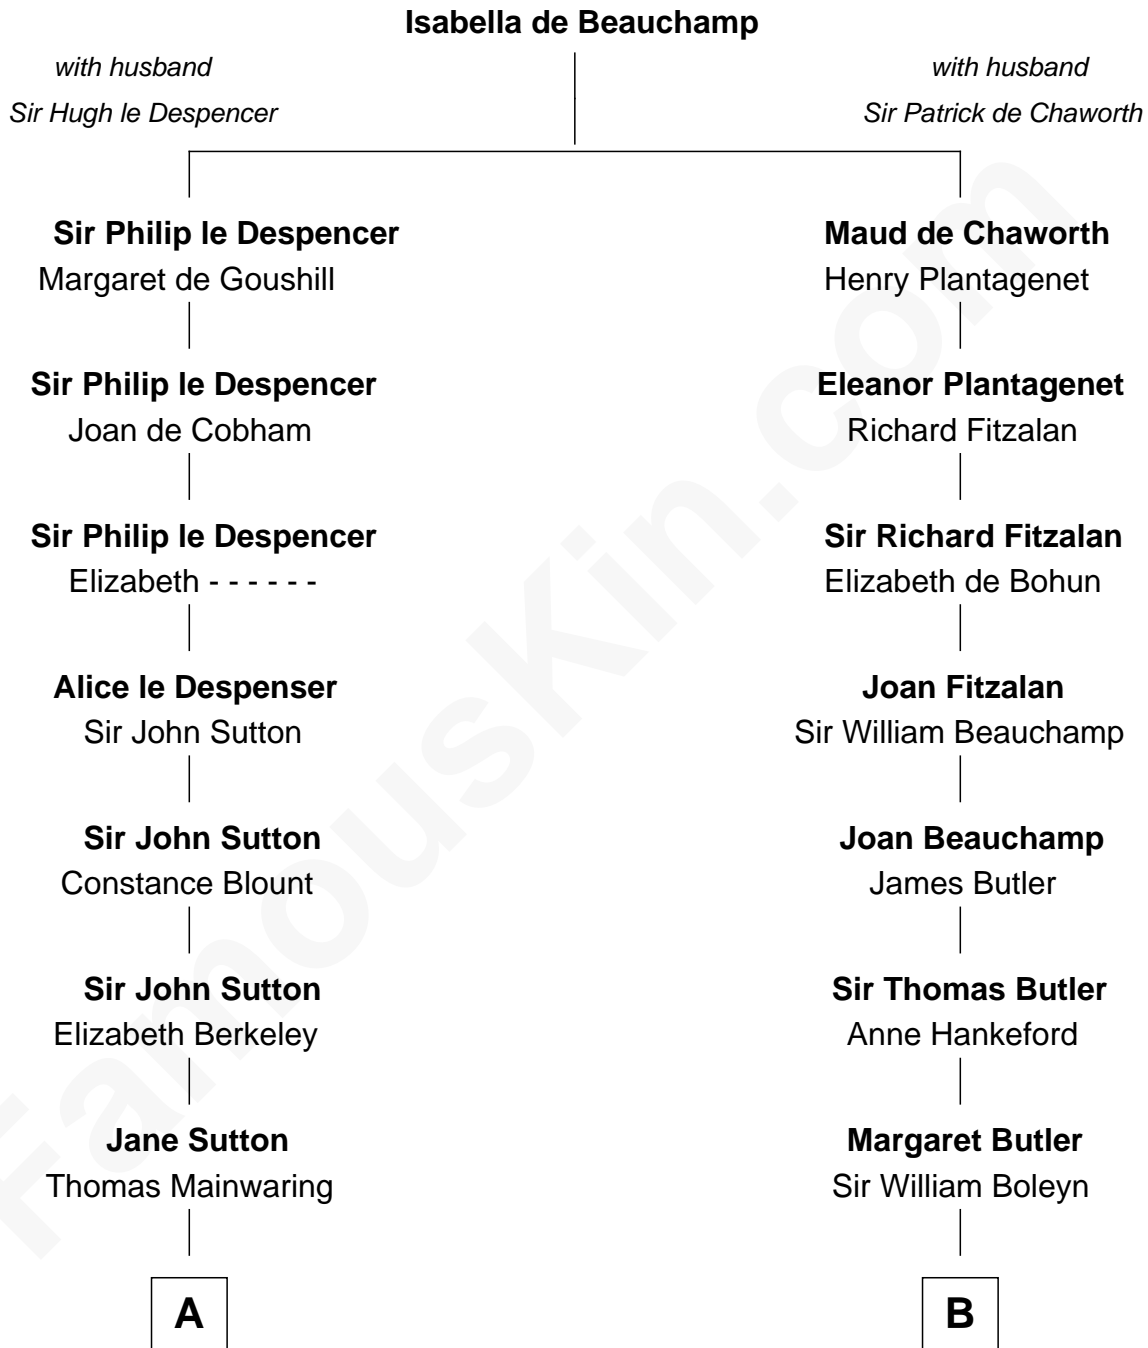 Isabella de Beauchamp
with husband
Sir Hugh le Despencer
with husband
Sir Patrick de Chaworth
Sir Philip le Despencer
Margaret de Goushill
Maud de Chaworth
Henry Plantagenet
Sir Philip le Despencer
Joan de Cobham
Eleanor Plantagenet
Richard Fitzalan
Sir Philip le Despencer
Elizabeth - - - - - -
Sir Richard Fitzalan
Elizabeth de Bohun
Alice le Despenser
Sir John Sutton
Joan Fitzalan
Sir William Beauchamp
Sir John Sutton
Constance Blount
Joan Beauchamp
James Butler
Sir John Sutton
Elizabeth Berkeley
Sir Thomas Butler
Anne Hankeford
Jane Sutton
Thomas Mainwaring
Margaret Butler
Sir William Boleyn
A
B
FamousKin.com